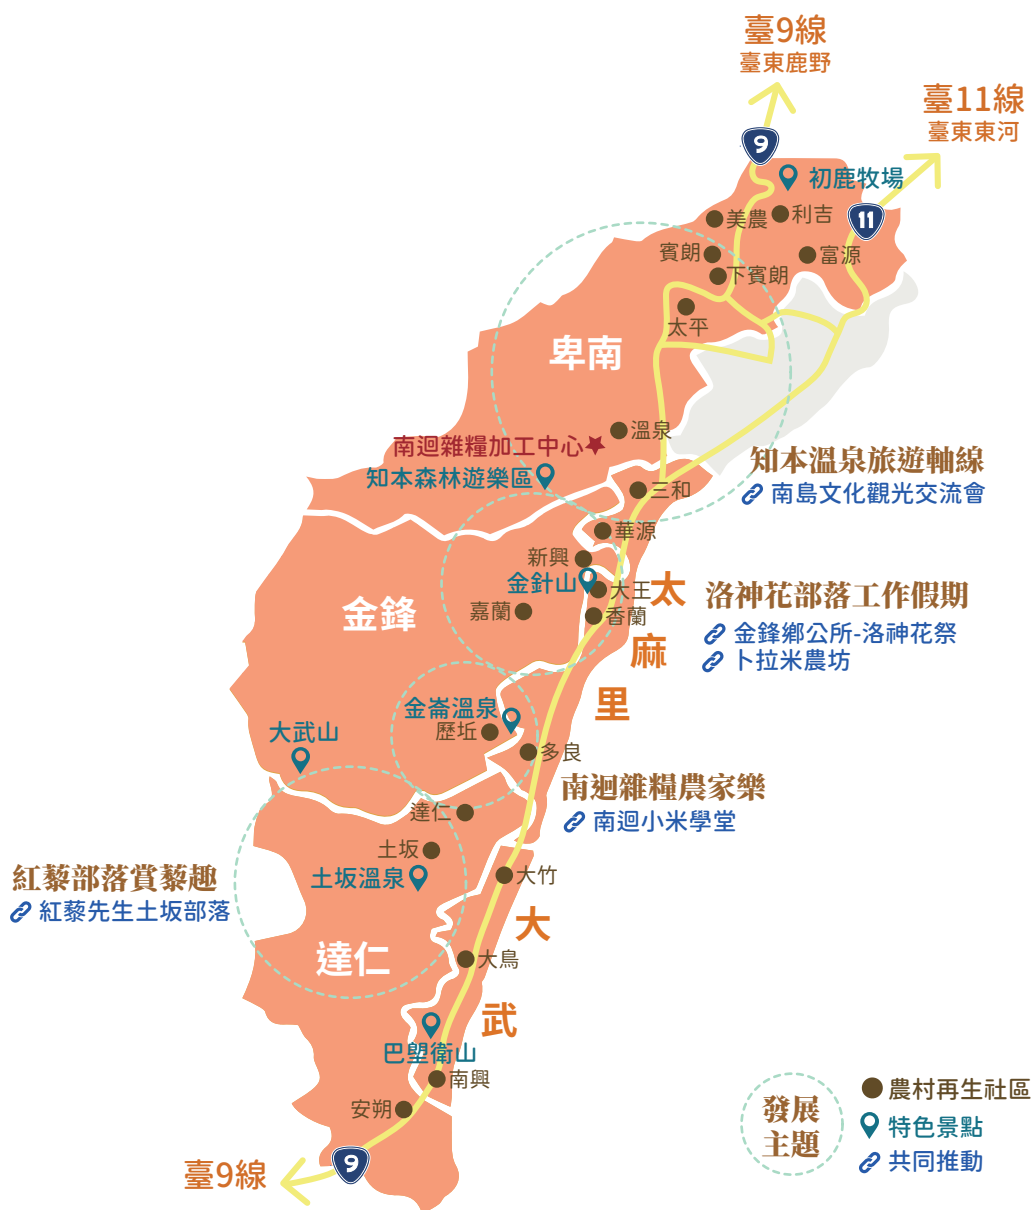 臺9線
臺東鹿野
臺11線
臺東東河
9
初鹿牧場
11
美農
利吉
賓朗
富源
下賓朗
太平
卑南
溫泉
南迴雜糧加工中心
知本森林遊樂區
知本溫泉旅遊軸線
南島文化觀光交流會
三和
華源
新興
金針山
大王
太
嘉蘭
香蘭
金鋒
洛神花部落工作假期
金鋒鄉公所-洛神花祭
卜拉米農坊
麻
里
金崙溫泉
歷坵
大武山
多良
南迴雜糧農家樂
南迴小米學堂
達仁
土坂
土坂溫泉
大竹
紅藜部落賞藜趣
紅藜先生土坂部落
大
達仁
大鳥
武
巴塱衛山
南興
安朔
9
臺9線
發展
主題
農村再生社區
特色景點
共同推動